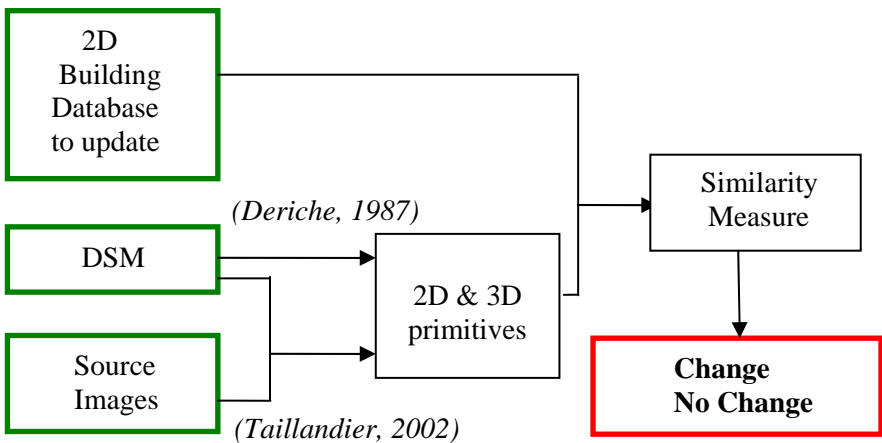 2D
Building
Database
to update
(Deriche, 1987)
DSM
2D & 3D
primitives
Similarity
Measure
Source
Images
(Taillandier, 2002)
Change
No Change